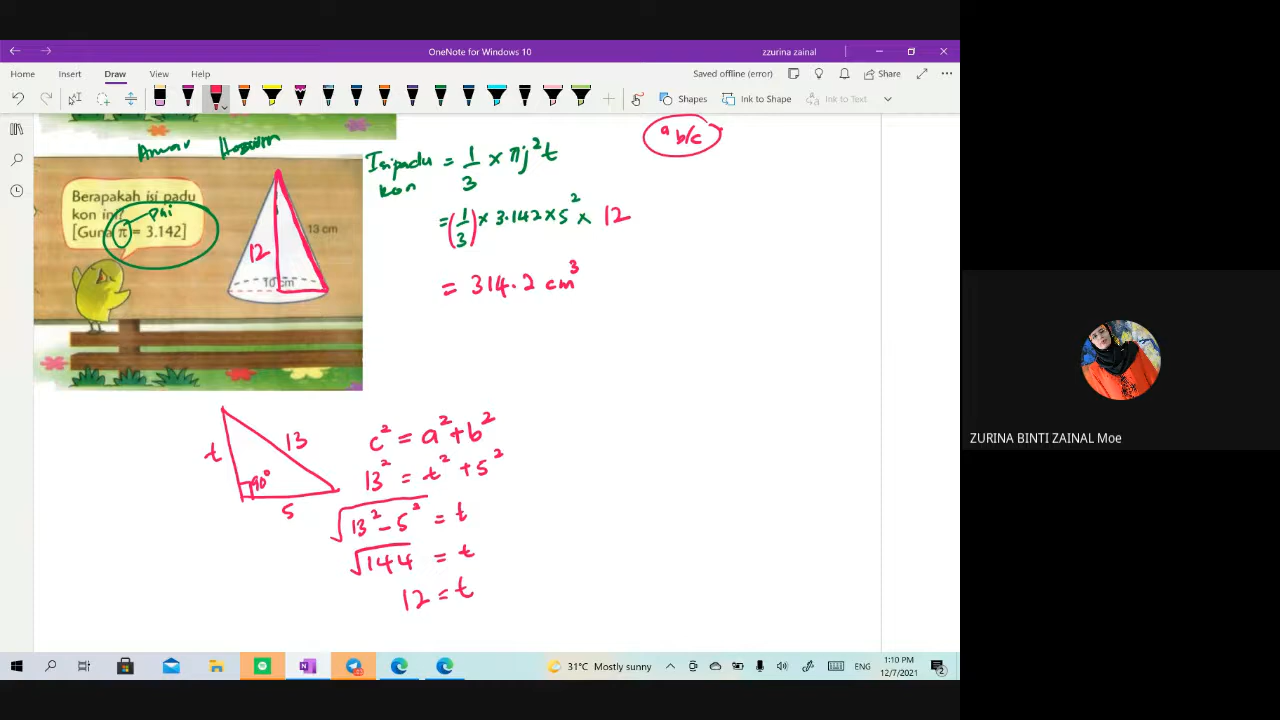 OneNote for Windows 10
zzurina zainal
Home Insert Draw View Help
Saved offline (error)
Share
Shapes
Ink to Shape
Ink to Text
a b/c
Anwar
Isipadu kon = 1/3 × πj²t
= (1/3) × 3.142 × 5² × 12
= 314.2 cm³
Berapakah isi padu
kon ini?
pai
[Guna π = 3.142]
13 cm
12
10 cm
t
13
90°
5
c² = a² + b²
13² = t² + 5²
√13² − 5² = t
√144 = t
12 = t
ZURINA BINTI ZAINAL Moe
31°C Mostly sunny
ENG
1:10 PM
12/7/2021
2